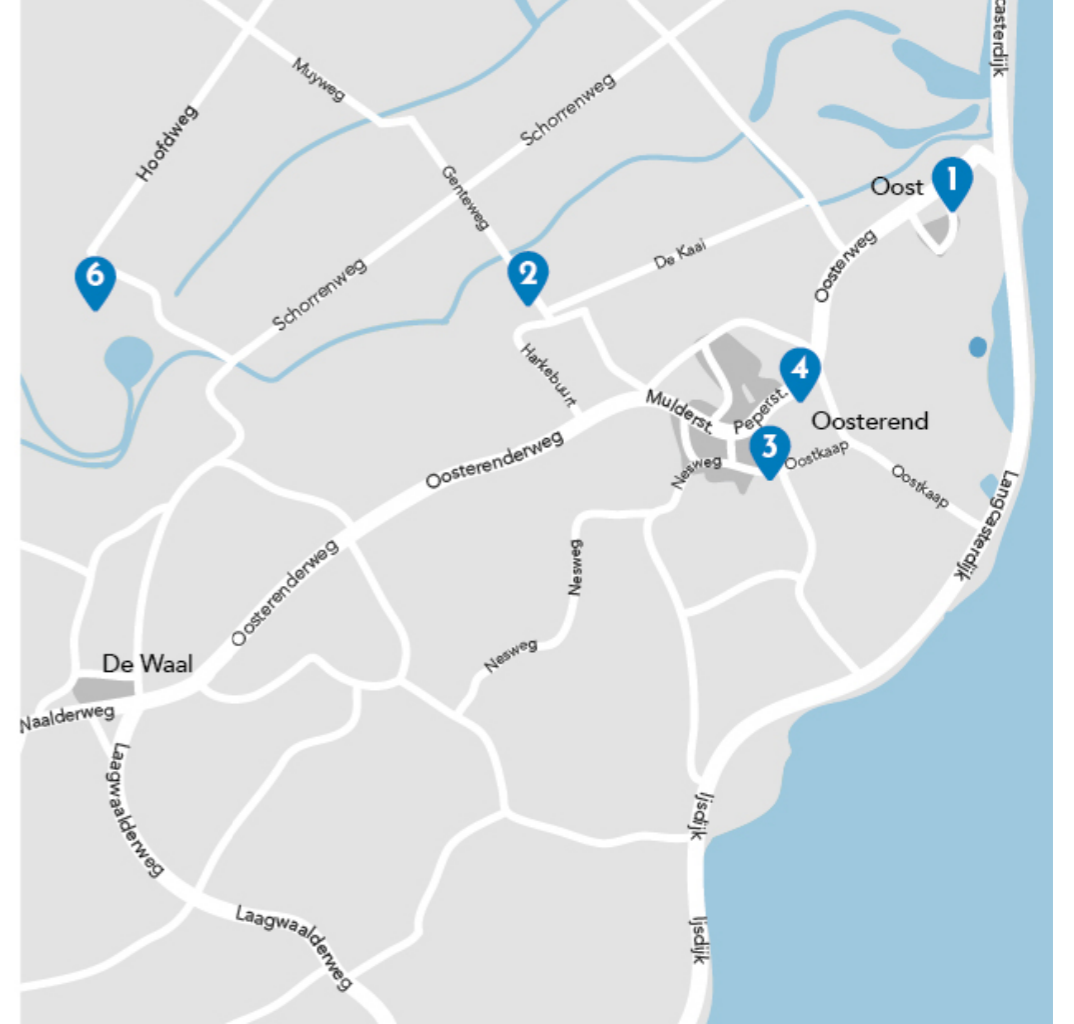 casterdijk
Muyweg
Schorrenweg
Hoofdweg
Genteweg
1
Oost
De Kaai
Oosterweg
6
2
Schorrenweg
Harkebuurt
4
Mulderst.
Peperst.
Oosterend
3
Oostkaap
Nesweg
Oostkaap
Oosterenderweg
Langcasterdijk
Nesweg
Oosterenderweg
Nesweg
De Waal
Naalderweg
Laagwaalderweg
Ijsdijk
Laagwaalderweg
Ijsdijk